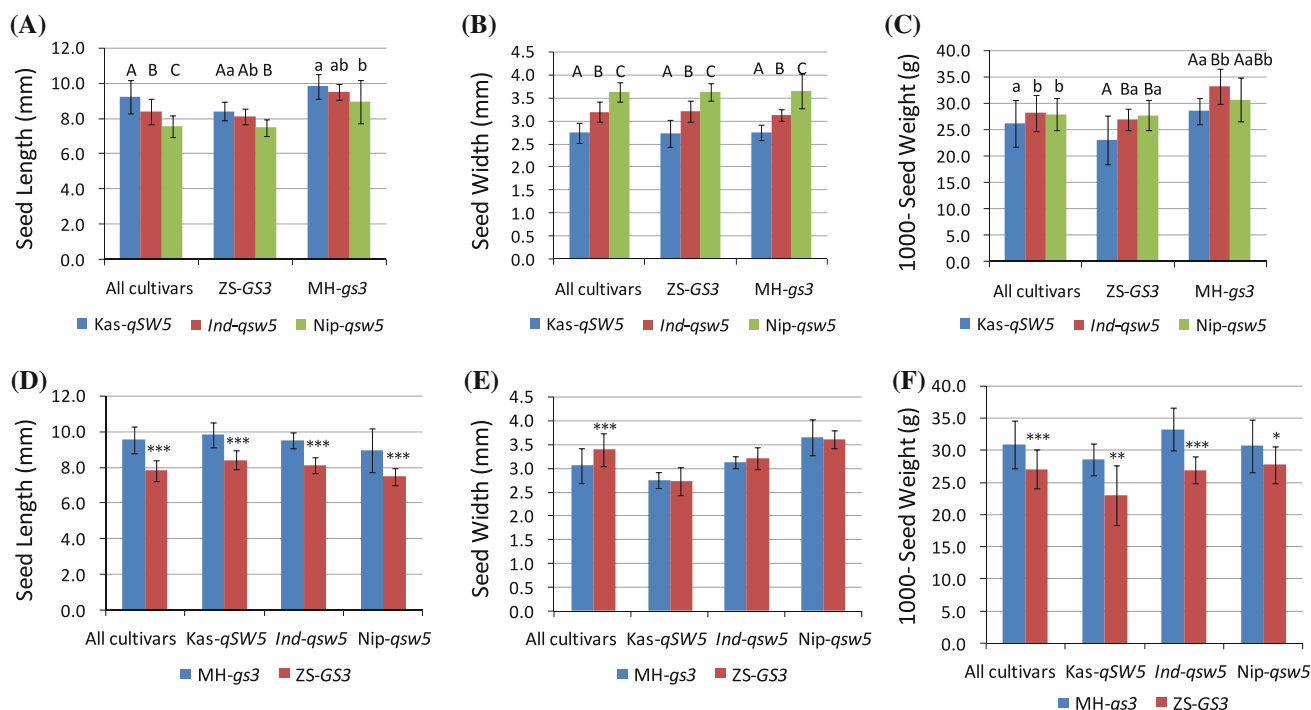 (A)
Seed Length (mm)
12.0
10.0
8.0
6.0
4.0
2.0
0.0
A B C Aa Ab B a ab b
All cultivars ZS-GS3 MH-gs3
Kas-qSW5 Ind-qsw5 Nip-qsw5
(B)
Seed Width (mm)
4.5
4.0
3.5
3.0
2.5
2.0
1.5
1.0
0.5
0.0
A B C A B C A B C
All cultivars ZS-GS3 MH-gs3
Kas-qSW5 Ind-qsw5 Nip-qsw5
(C)
1000- Seed Weight (g)
40.0
35.0
30.0
25.0
20.0
15.0
10.0
5.0
0.0
a b b A Ba Ba Aa Bb AaBb
All cultivars ZS-GS3 MH-gs3
Kas-qSW5 Ind-qsw5 Nip-qsw5
(D)
Seed Length (mm)
12.0
10.0
8.0
6.0
4.0
2.0
0.0
*** *** *** ***
All cultivars Kas-qSW5 Ind-qsw5 Nip-qsw5
MH-gs3 ZS-GS3
(E)
Seed Width (mm)
4.5
4.0
3.5
3.0
2.5
2.0
1.5
1.0
0.5
0.0
***
All cultivars Kas-qSW5 Ind-qsw5 Nip-qsw5
MH-gs3 ZS-GS3
(F)
1000- Seed Weight (g)
40.0
35.0
30.0
25.0
20.0
15.0
10.0
5.0
0.0
*** ** *** *
All cultivars Kas-qSW5 Ind-qsw5 Nip-qsw5
MH-gs3 ZS-GS3